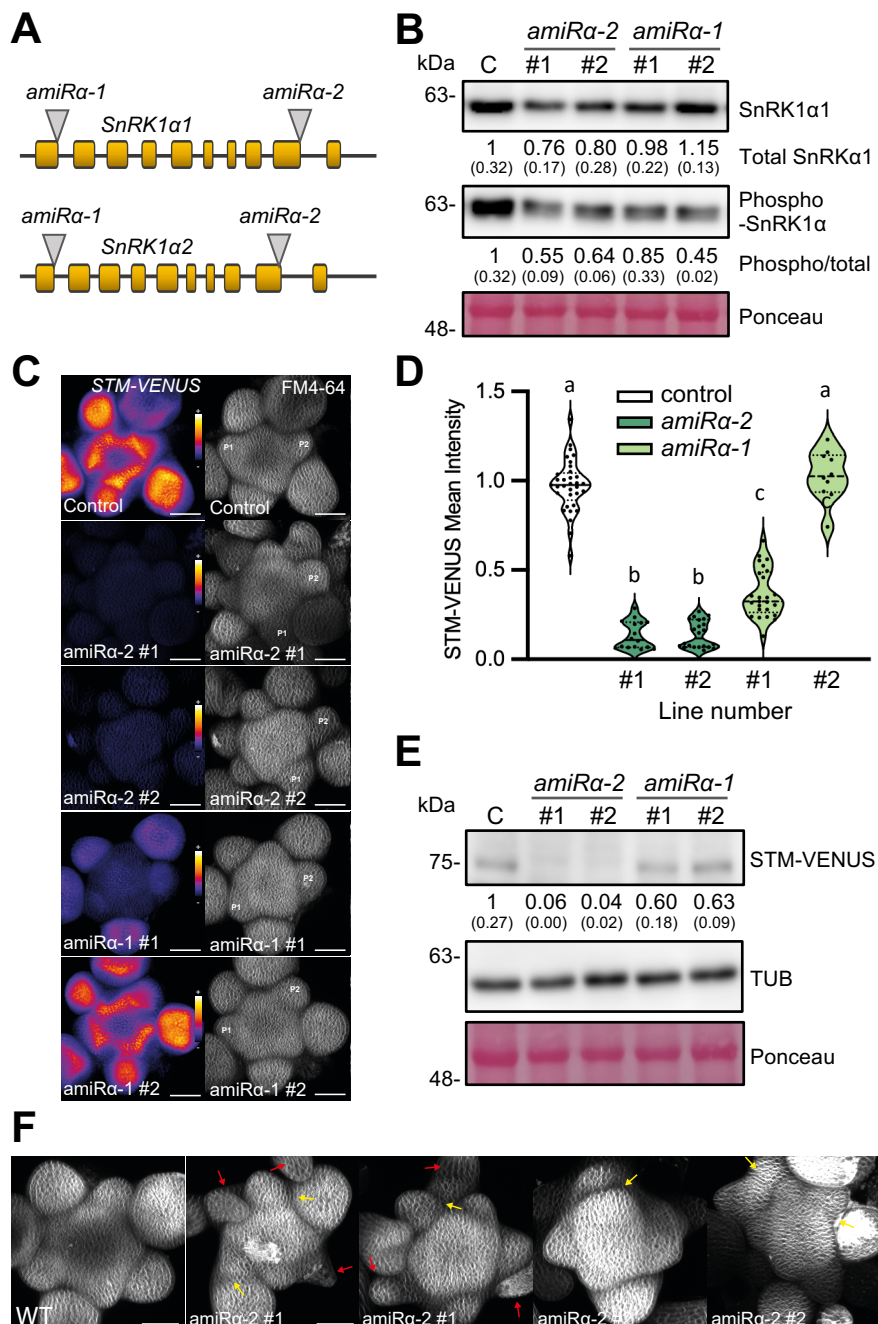 A
amiRα-1
amiRα-2
SnRK1α1
amiRα-1
amiRα-2
SnRK1α2
B
amiRα-2 amiRα-1
kDa C #1 #2 #1 #2
63-
SnRK1α1
1 0.76 0.80 0.98 1.15 Total SnRKα1
(0.32) (0.17) (0.28) (0.22) (0.13)
63-
Phospho
-SnRK1α
1 0.55 0.64 0.85 0.45 Phospho/total
(0.32) (0.09) (0.06) (0.33) (0.02)
48-
Ponceau
C
STM-VENUS FM4-64
+
-
P1 P2
Control Control
+
-
P2
P1
amiRα-2 #1 amiRα-2 #1
+
-
P2
P1
amiRα-2 #2 amiRα-2 #2
+
-
P2
P1
amiRα-1 #1 amiRα-1 #1
+
-
P2
P1
amiRα-1 #2 amiRα-1 #2
D
STM-VENUS Mean Intensity
1.5
1.0
0.5
0.0
control
amiRα-2
amiRα-1
a
b
b
c
a
#1 #2 #1 #2
Line number
E
amiRα-2 amiRα-1
kDa C #1 #2 #1 #2
75-
STM-VENUS
1 0.06 0.04 0.60 0.63
(0.27) (0.00) (0.02) (0.18) (0.09)
63-
TUB
Ponceau
48-
F
WT
amiRα-2 #1
amiRα-2 #1
amiRα-2 #2